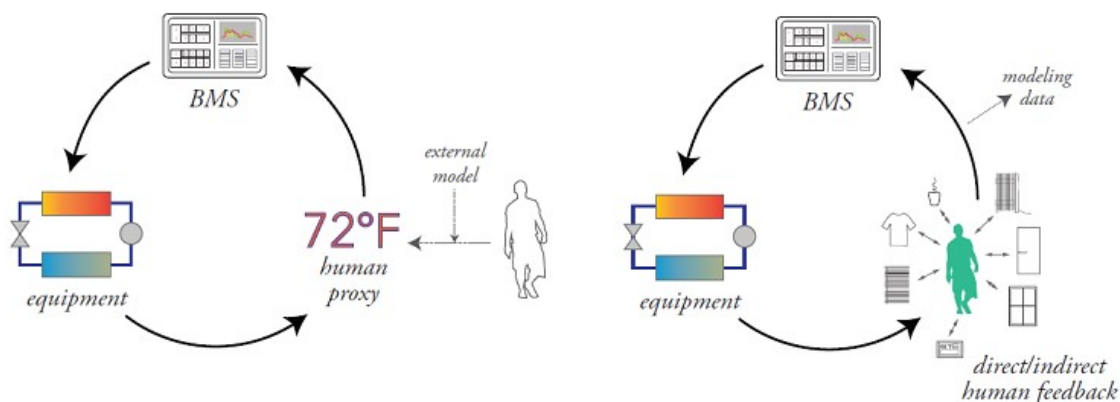 BMS
external
model
72°F
human
proxy
equipment
BMS
modeling
data
equipment
direct/indirect
human feedback